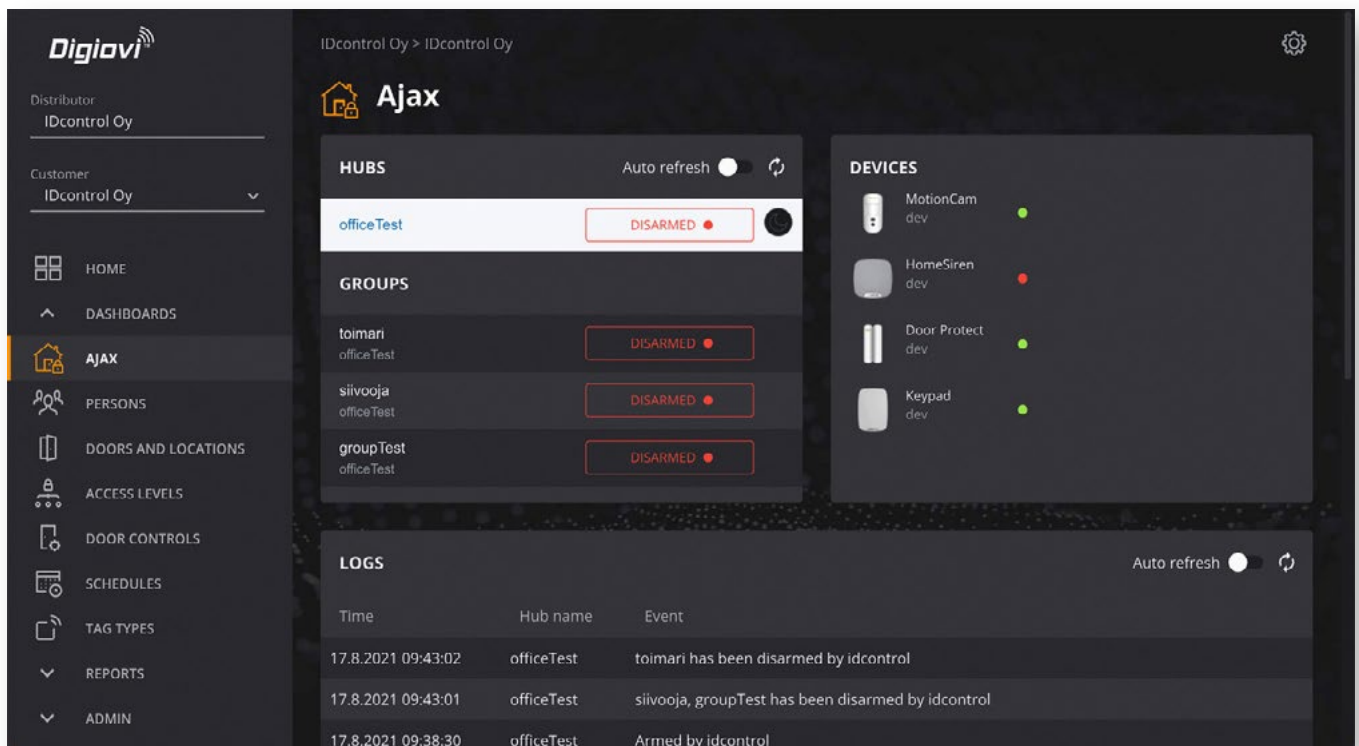 Digiovi
Distributor
IDcontrol Oy
Customer
IDcontrol Oy
HOME
DASHBOARDS
AJAX
PERSONS
DOORS AND LOCATIONS
ACCESS LEVELS
DOOR CONTROLS
SCHEDULES
TAG TYPES
REPORTS
ADMIN
IDcontrol Oy > IDcontrol Oy
Ajax
HUBS Auto refresh
officeTest DISARMED
GROUPS
toimari DISARMED
officeTest
siivooja DISARMED
officeTest
groupTest DISARMED
officeTest
DEVICES
MotionCam
dev
HomeSiren
dev
Door Protect
dev
Keypad
dev
LOGS Auto refresh
Time Hub name Event
17.8.2021 09:43:02 officeTest toimari has been disarmed by idcontrol
17.8.2021 09:43:01 officeTest siivooja, groupTest has been disarmed by idcontrol
17.8.2021 09:38:30 officeTest Armed by idcontrol